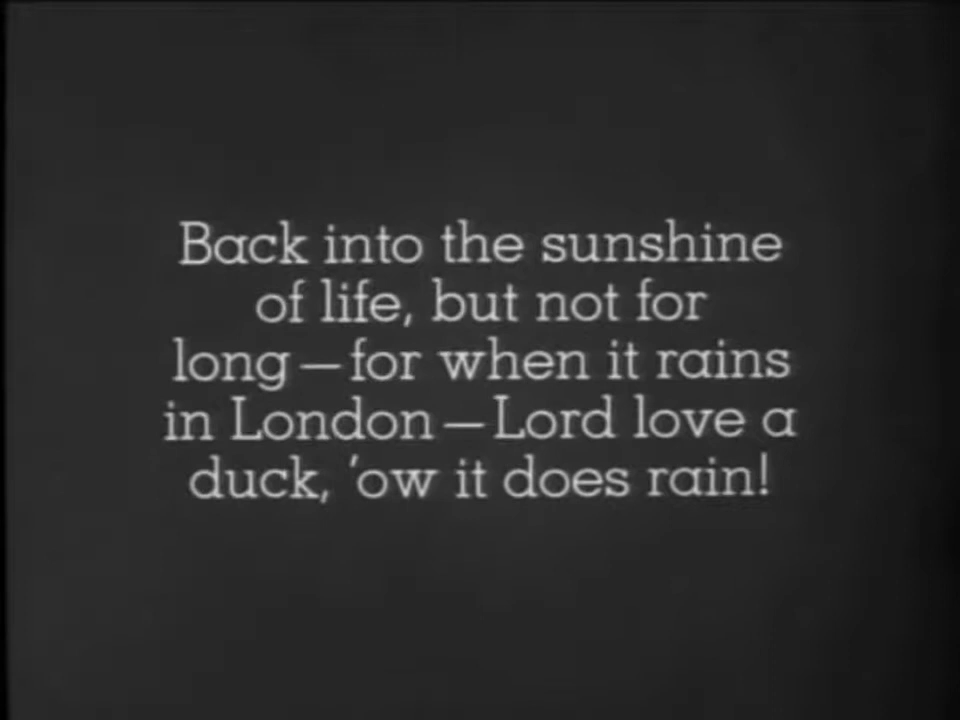 Back into the sunshine
of life, but not for
long—for when it rains
in London—Lord love a
duck, 'ow it does rain!